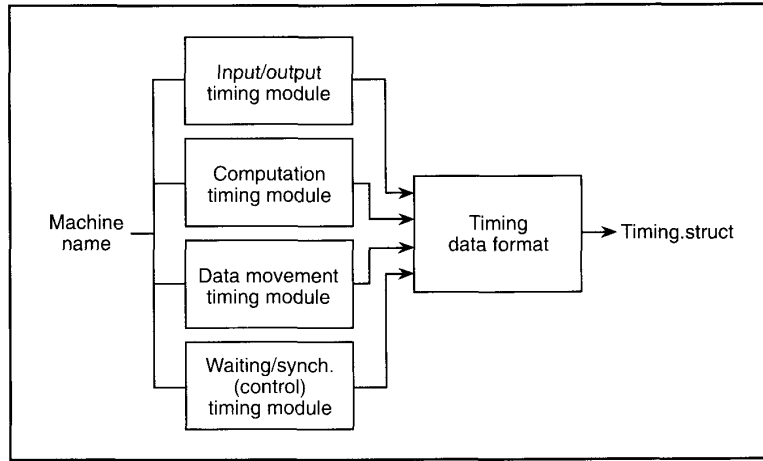 Input/output
timing module
Computation
timing module
Machine
name
Data movement
timing module
Waiting/synch.
(control)
timing module
Timing
data format
Timing.struct